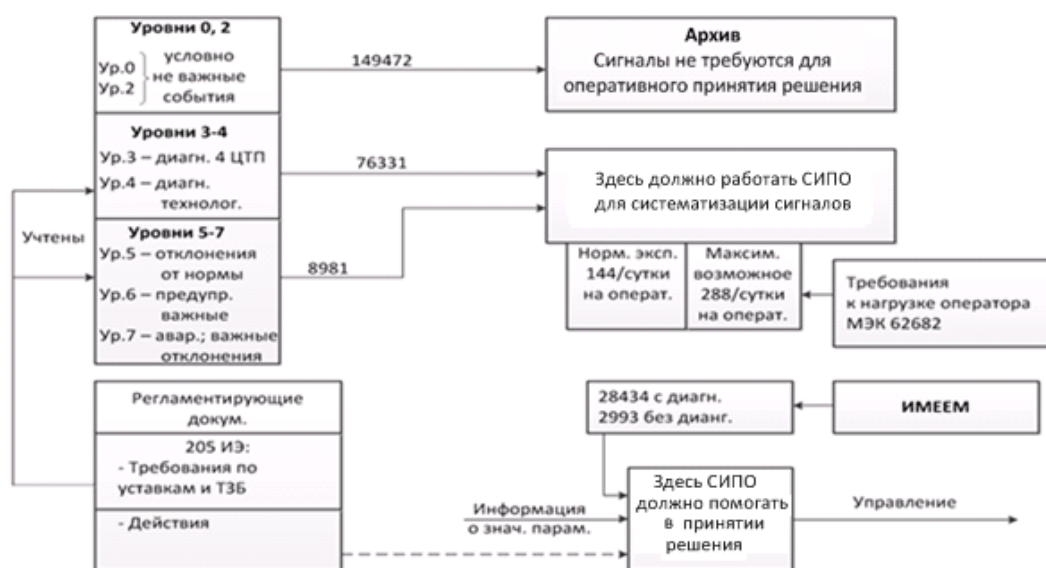 Уровни 0, 2
Ур.0
Ур.2
условно
не важные
события
149472
Архив
Сигналы не требуются для
оперативного принятия решения
Уровни 3-4
Ур.3 – диагн. 4 ЦТП
Ур.4 – диагн.
технолог.
76331
Здесь должно работать СИПО
для систематизации сигналов
Учтены
Уровни 5-7
Ур.5 – отклонения
от нормы
Ур.6 – предупр.
важные
Ур.7 – авар.; важные
отклонения
8981
Норм. эксп.
144/сутки
на операт.
Максим.
возможное
288/сутки
на операт.
Требования
к нагрузке оператора
МЭК 62682
Регламентирующие
докум.
205 ИЭ:
- Требования по
уставкам и ТЗБ
- Действия
28434 с диагн.
2993 без дианг.
ИМЕЕМ
Информация
о знач. парам.
Здесь СИПО
должно помогать
в принятии
решения
Управление